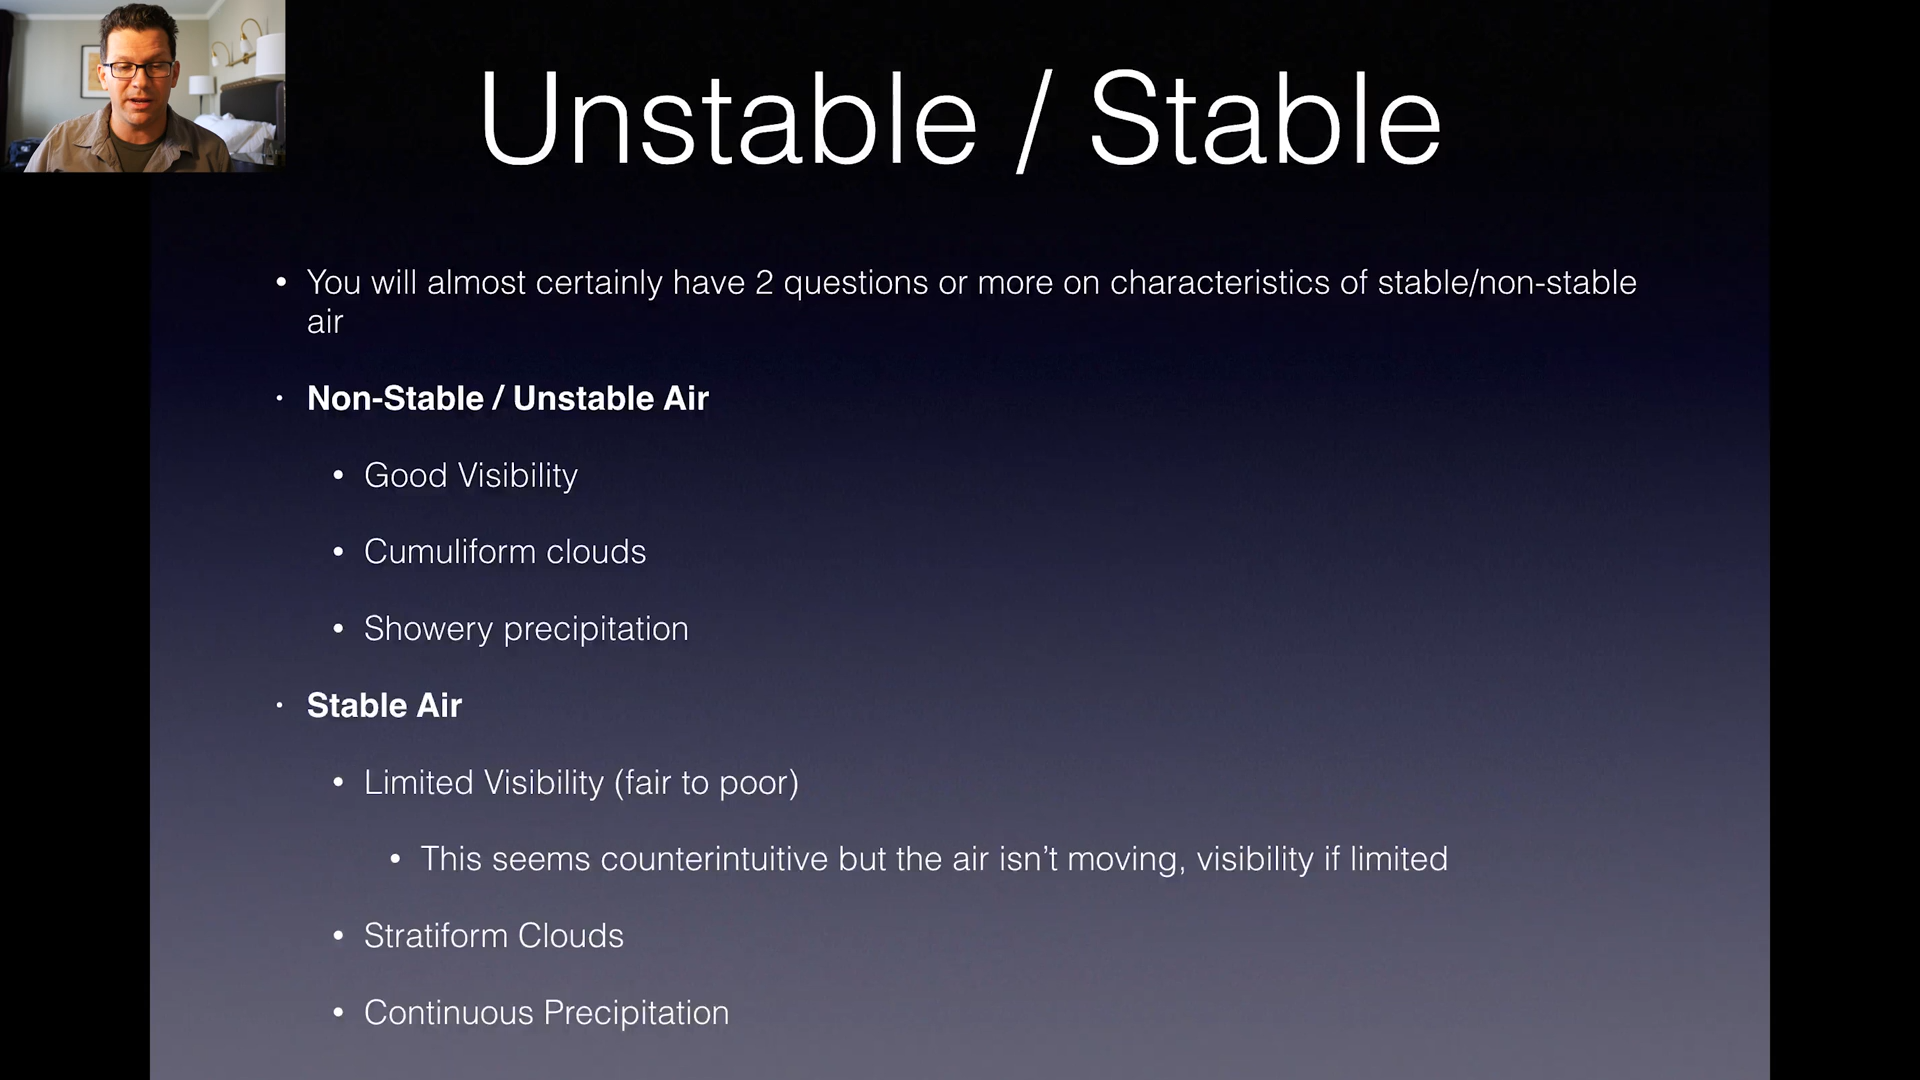 Unstable / Stable
• You will almost certainly have 2 questions or more on characteristics of stable/non-stable
air
• Non-Stable / Unstable Air
• Good Visibility
• Cumuliform clouds
• Showery precipitation
• Stable Air
• Limited Visibility (fair to poor)
• This seems counterintuitive but the air isn’t moving, visibility if limited
• Stratiform Clouds
• Continuous Precipitation